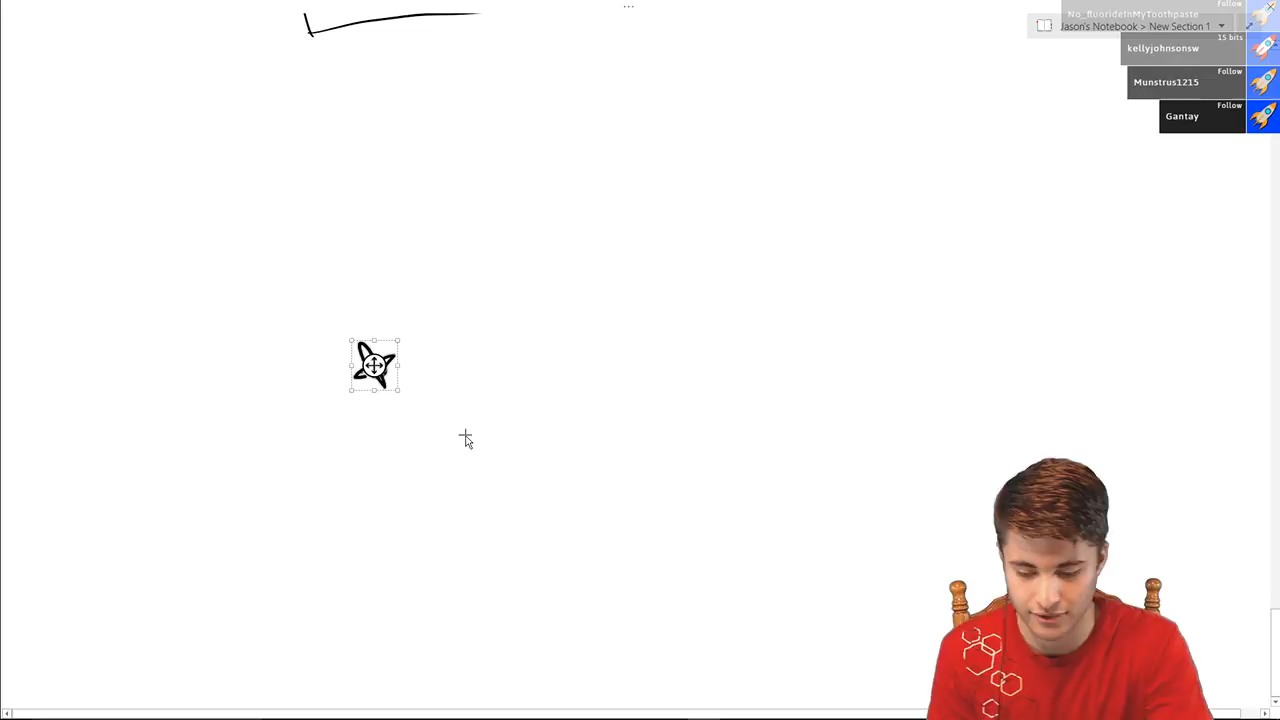 Follow
No_fluorideInMyToothpaste
Jason's Notebook > New Section 1
15 bits
kellyjohnsonsw
Follow
Munstrus1215
Follow
Gantay